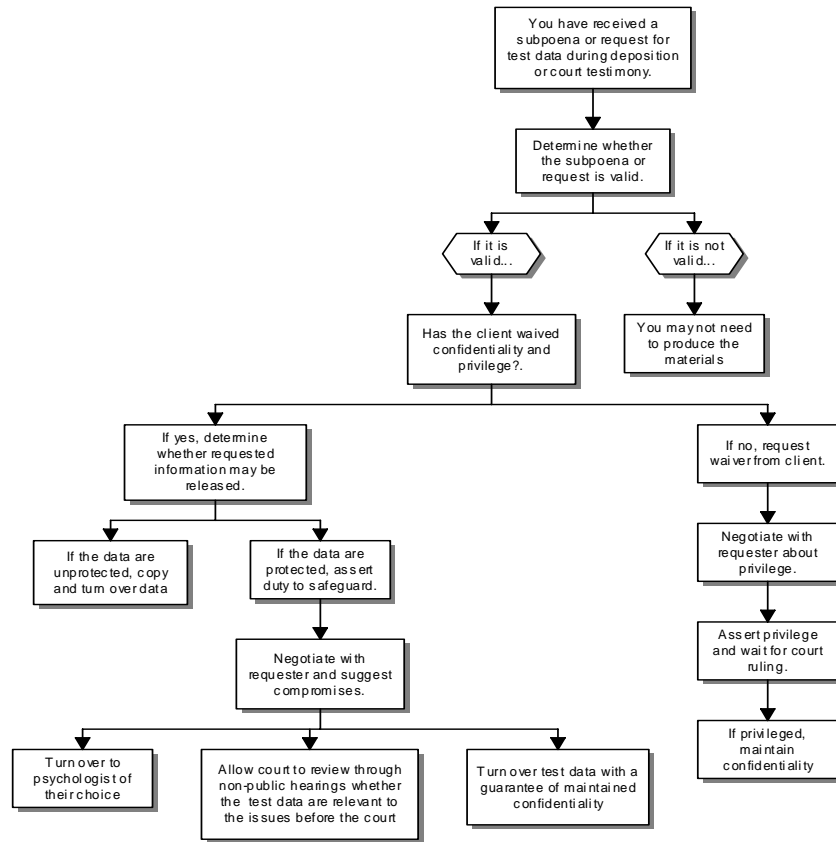 You have received a
subpoena or request for
test data during deposition
or court testimony.
Determine whether
the subpoena or
request is valid.
If it is
valid...
If it is not
valid...
Has the client waived
confidentiality and
privilege?.
You may not need
to produce the
materials
If yes, determine
whether requested
information may be
released.
If no, request
waiver from client.
If the data are
unprotected, copy
and turn over data
If the data are
protected, assert
duty to safeguard.
Negotiate with
requester about
privilege.
Negotiate with
requester and suggest
compromises.
Assert privilege
and wait for court
ruling.
Turn over to
psychologist of
their choice
Allow court to review through
non-public hearings whether
the test data are relevant to
the issues before the court
Turn over test data with a
guarantee of maintained
confidentiality
If privileged,
maintain
confidentiality